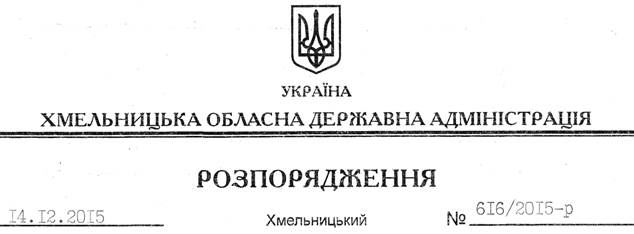 УКРАЇНА
ХМЕЛЬНИЦЬКА ОБЛАСНА ДЕРЖАВНА АДМІНІСТРАЦІЯ
РОЗПОРЯДЖЕННЯ
14.12.2015 Хмельницький № 616/2015-р